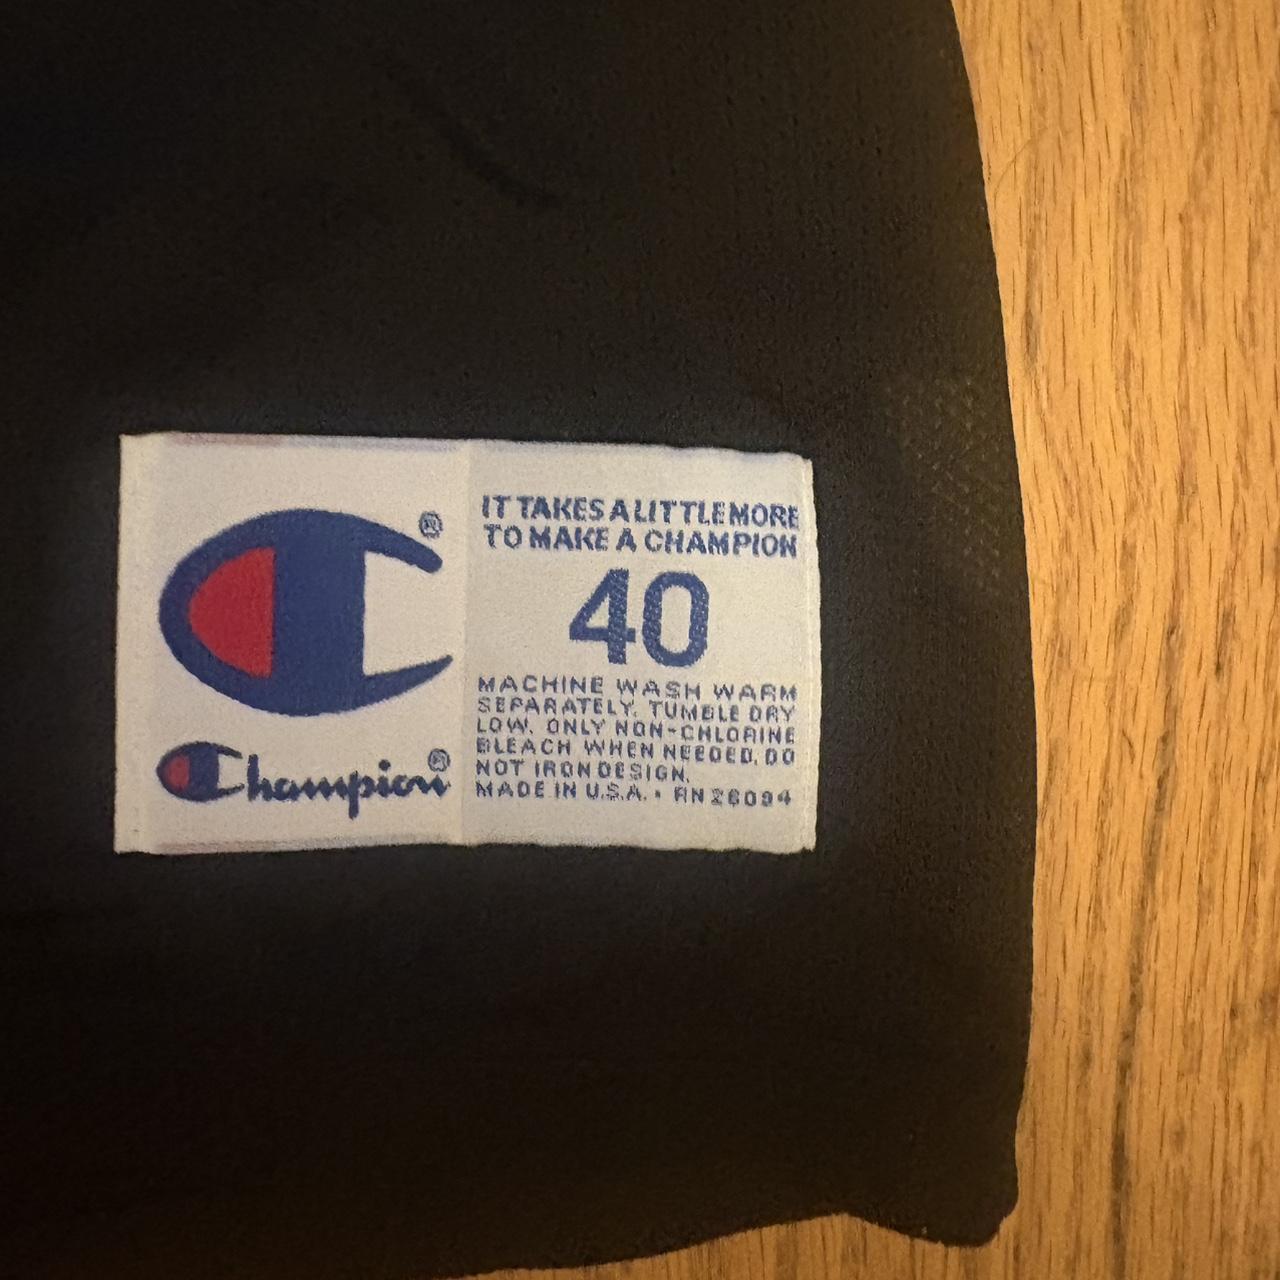 ®
Champion®
IT TAKES A LITTLE MORE
TO MAKE A CHAMPION
40
MACHINE WASH WARM
SEPARATELY. TUMBLE DRY
LOW. ONLY NON-CHLORINE
BLEACH WHEN NEEDED. DO
NOT IRON DESIGN.
MADE IN U.S.A. • RN 26094